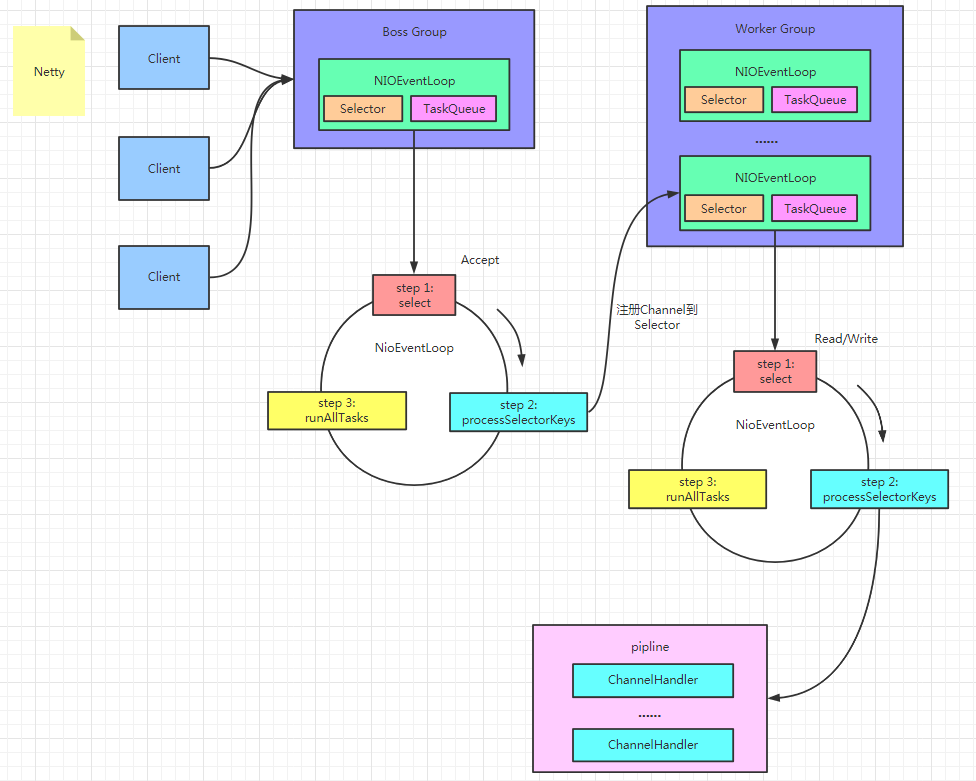 Netty
Client
Client
Client
Boss Group
NIOEventLoop
Selector
TaskQueue
Worker Group
NIOEventLoop
Selector
TaskQueue
......
NIOEventLoop
Selector
TaskQueue
Accept
step 1:
select
NioEventLoop
step 2:
processSelectorKeys
step 3:
runAllTasks
注册Channel到
Selector
Read/Write
step 1:
select
NioEventLoop
step 2:
processSelectorKeys
step 3:
runAllTasks
pipline
ChannelHandler
......
ChannelHandler